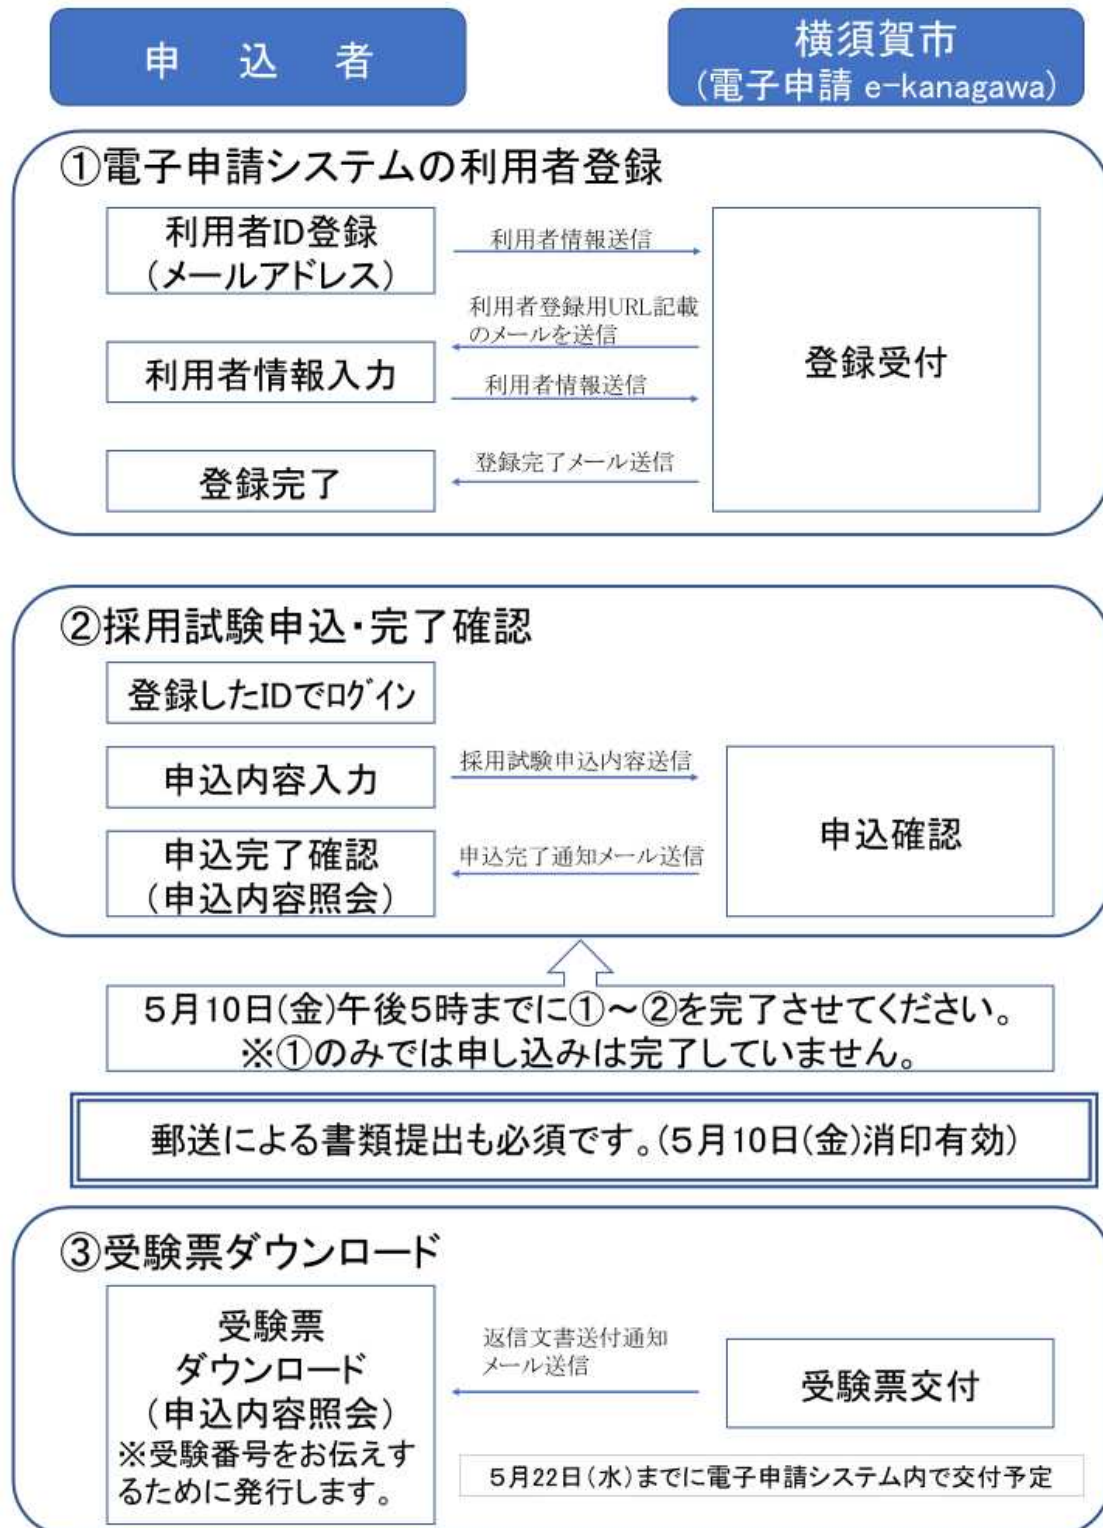 申 込 者
横須賀市
(電子申請 e-kanagawa)
①電子申請システムの利用者登録
利用者ID登録
(メールアドレス)
利用者情報送信
利用者登録用URL記載
のメールを送信
利用者情報入力
利用者情報送信
登録受付
登録完了
登録完了メール送信
②採用試験申込・完了確認
登録したIDでログイン
申込内容入力
採用試験申込内容送信
申込確認
申込完了確認
(申込内容照会)
申込完了通知メール送信
5月10日(金)午後5時までに①～②を完了させてください。
※①のみでは申し込みは完了していません。
郵送による書類提出も必須です。(5月10日(金)消印有効)
③受験票ダウンロード
受験票
ダウンロード
(申込内容照会)
※受験番号をお伝えす
るために発行します。
返信文書送付通知
メール送信
受験票交付
5月22日(水)までに電子申請システム内で交付予定